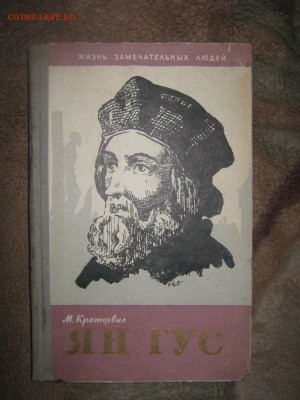 COINS.LAVE.RU
ЖИЗНЬ ЗАМЕЧАТЕЛЬНЫХ ЛЮДЕЙ
М. Кратохвил
ЯН ГУС